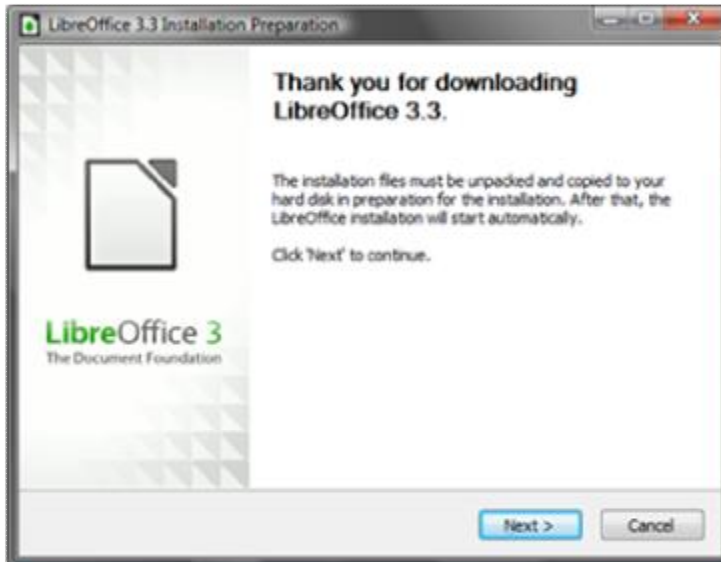 LibreOffice 3.3 Installation Preparation
Thank you for downloading
LibreOffice 3.3.
The installation files must be unpacked and copied to your
hard disk in preparation for the installation. After that, the
LibreOffice installation will start automatically.
Click 'Next' to continue.
LibreOffice 3
The Document Foundation
Next >
Cancel